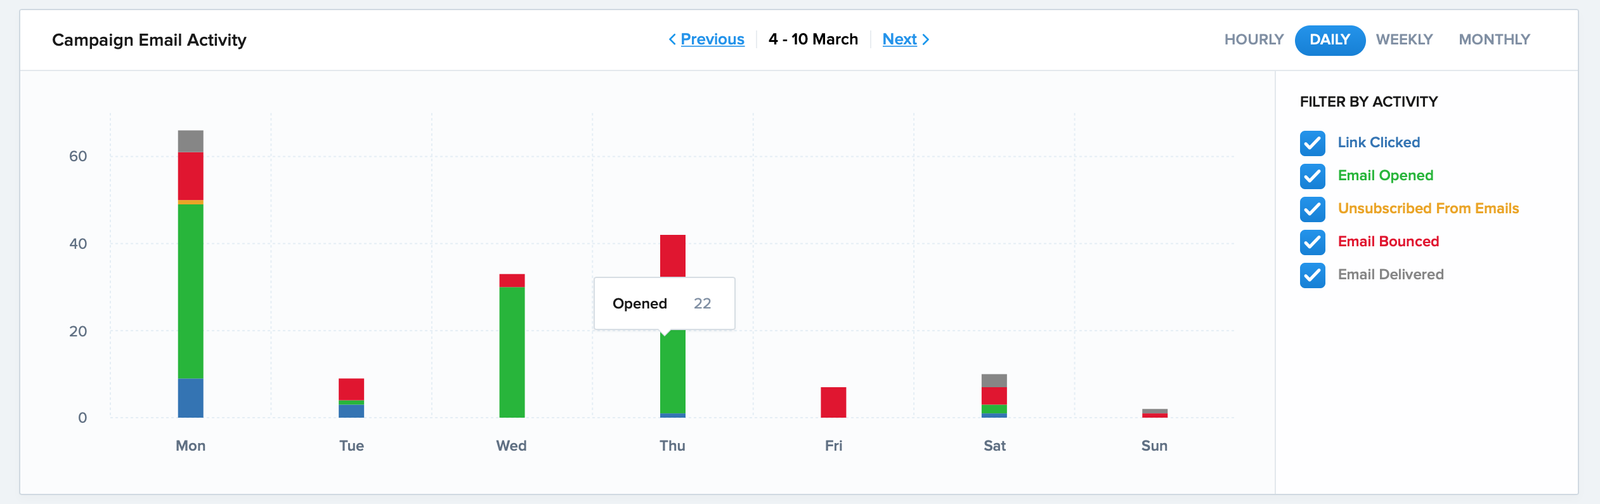 Campaign Email Activity
Previous
4 - 10 March
Next
HOURLY
DAILY
WEEKLY
MONTHLY
60
40
20
0
Opened 22
Mon
Tue
Wed
Thu
Fri
Sat
Sun
FILTER BY ACTIVITY
Link Clicked
Email Opened
Unsubscribed From Emails
Email Bounced
Email Delivered